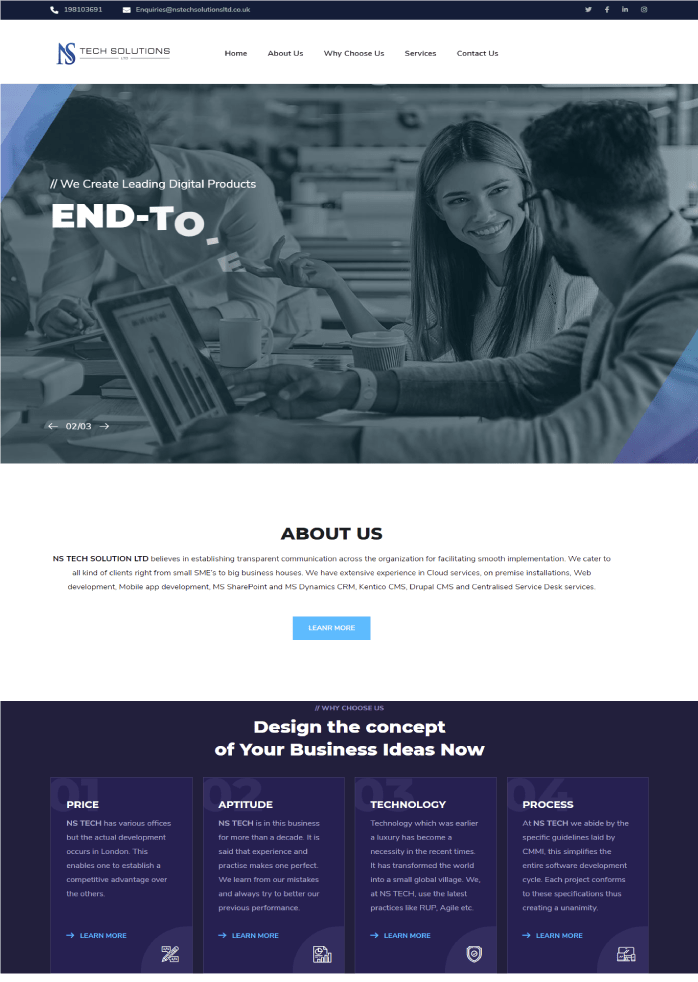 198103691 Enquiries@nstechsolutionsltd.co.uk
NS TECH SOLUTIONS
LTD
Home About Us Why Choose Us Services Contact Us
// We Create Leading Digital Products
END-TO-E
02/03
ABOUT US
NS TECH SOLUTION LTD believes in establishing transparent communication across the organization for facilitating smooth implementation. We cater to
all kind of clients right from small SME's to big business houses. We have extensive experience in Cloud services, on premise installations, Web
development, Mobile app development, MS SharePoint and MS Dynamics CRM, Kentico CMS, Drupal CMS and Centralised Service Desk services.
LEANR MORE
// WHY CHOOSE US
Design the concept
of Your Business Ideas Now
01
PRICE
NS TECH has various offices
but the actual development
occurs in London. This
enables one to establish a
competitive advantage over
the others.
LEARN MORE
02
APTITUDE
NS TECH is in this business
for more than a decade. It is
said that experience and
practise makes one perfect.
We learn from our mistakes
and always try to better our
previous performance.
LEARN MORE
03
TECHNOLOGY
Technology which was earlier
a luxury has become a
necessity in the recent times.
It has transformed the world
into a small global village. We,
at NS TECH, use the latest
practices like RUP, Agile etc.
LEARN MORE
04
PROCESS
At NS TECH we abide by the
specific guidelines laid by
CMMI, this simplifies the
entire software development
cycle. Each project conforms
to these specifications thus
creating a unanimity.
LEARN MORE